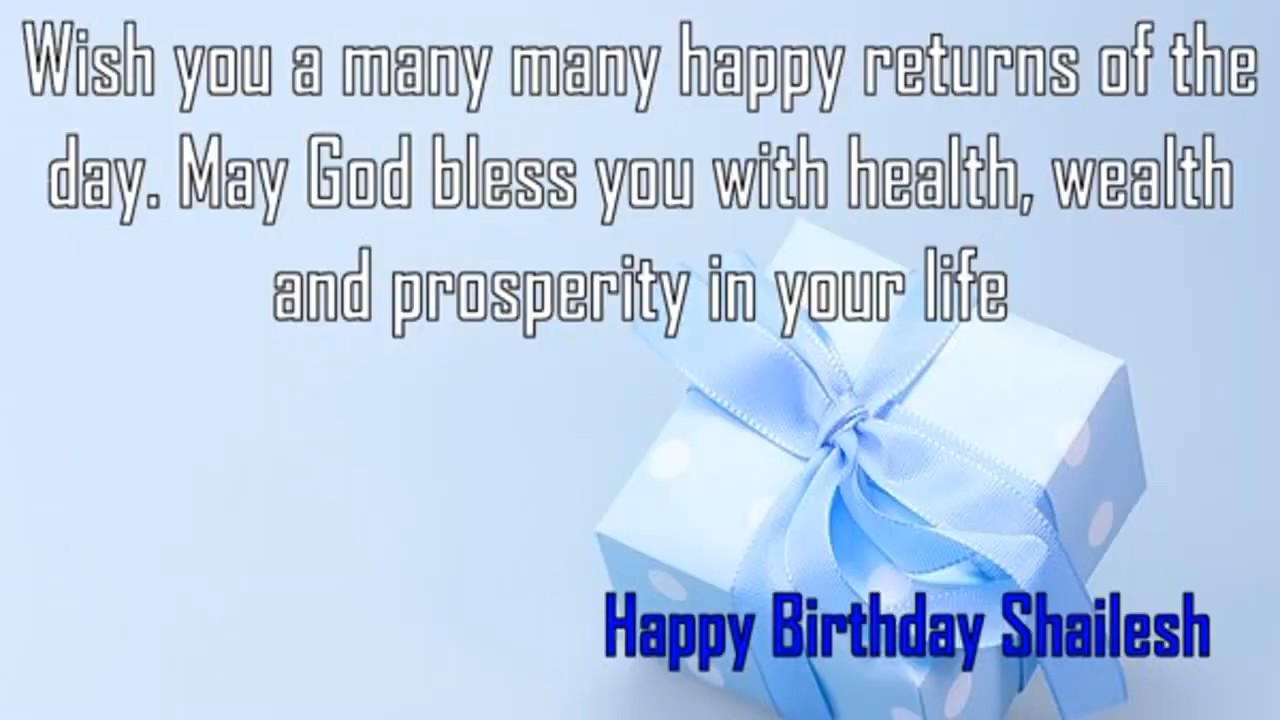 Wish you a many many happy returns of the
day. May God bless you with health, wealth
and prosperity in your life
Happy Birthday Shailesh